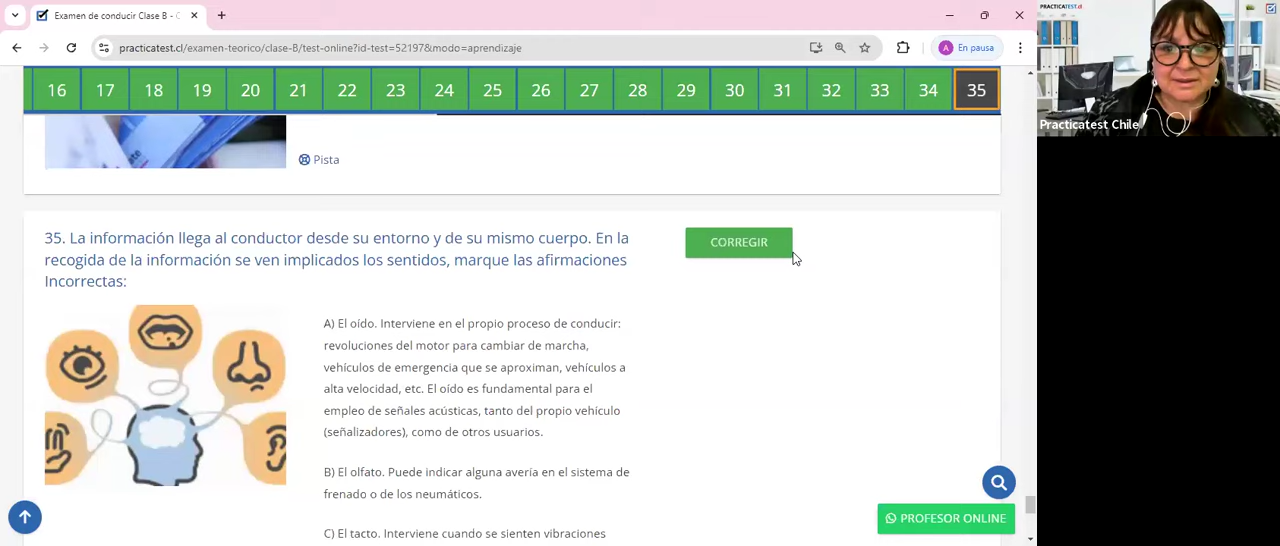 Examen de conducir Clase B - C
practicatest.cl/examen-teorico/clase-B/test-online?id-test=52197&modo=aprendizaje
A
En pausa
16 17 18 19 20 21 22 23 24 25 26 27 28 29 30 31 32 33 34 35
Pista
35. La información llega al conductor desde su entorno y de su mismo cuerpo. En la
recogida de la información se ven implicados los sentidos, marque las afirmaciones
Incorrectas:
CORREGIR
A) El oído. Interviene en el propio proceso de conducir:
revoluciones del motor para cambiar de marcha,
vehículos de emergencia que se aproximan, vehículos a
alta velocidad, etc. El oído es fundamental para el
empleo de señales acústicas, tanto del propio vehículo
(señalizadores), como de otros usuarios.
B) El olfato. Puede indicar alguna avería en el sistema de
frenado o de los neumáticos.
C) El tacto. Interviene cuando se sienten vibraciones
PROFESOR ONLINE
PRACTICATEST.cl
Practicatest Chile